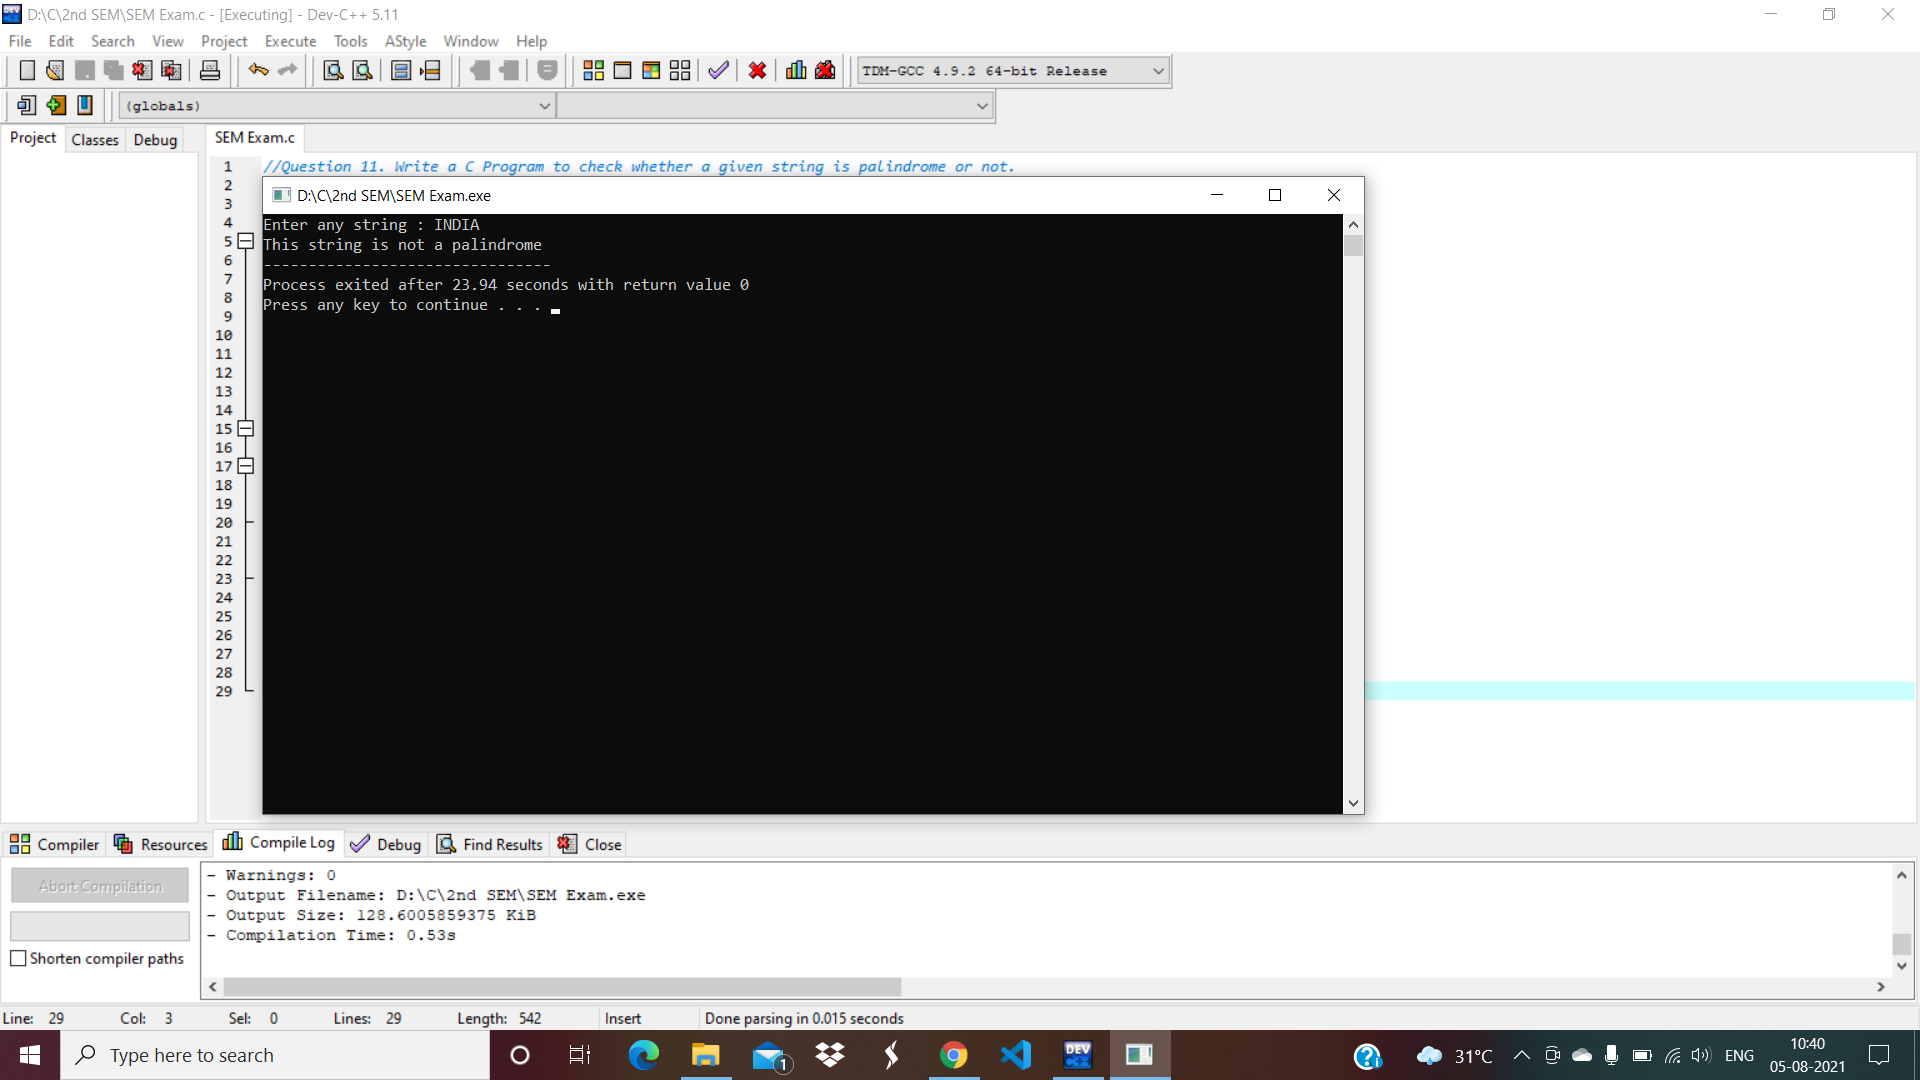 D:\C\2nd SEM\SEM Exam.c - [Executing] - Dev-C++ 5.11
File Edit Search View Project Execute Tools AStyle Window Help
TDM-GCC 4.9.2 64-bit Release
(globals)
Project Classes Debug
SEM Exam.c
1 //Question 11. Write a C Program to check whether a given string is palindrome or not.
2
3
4
5
6
7
8
9
10
11
12
13
14
15
16
17
18
19
20
21
22
23
24
25
26
27
28
29
D:\C\2nd SEM\SEM Exam.exe
Enter any string : INDIA
This string is not a palindrome
--------------------------------
Process exited after 23.94 seconds with return value 0
Press any key to continue . . .
Compiler Resources Compile Log Debug Find Results Close
Abort Compilation
Shorten compiler paths
- Warnings: 0
- Output Filename: D:\C\2nd SEM\SEM Exam.exe
- Output Size: 128.6005859375 KiB
- Compilation Time: 0.53s
Line: 29 Col: 3 Sel: 0 Lines: 29 Length: 542 Insert Done parsing in 0.015 seconds
Type here to search
1
DEV
31°C
ENG
10:40
05-08-2021